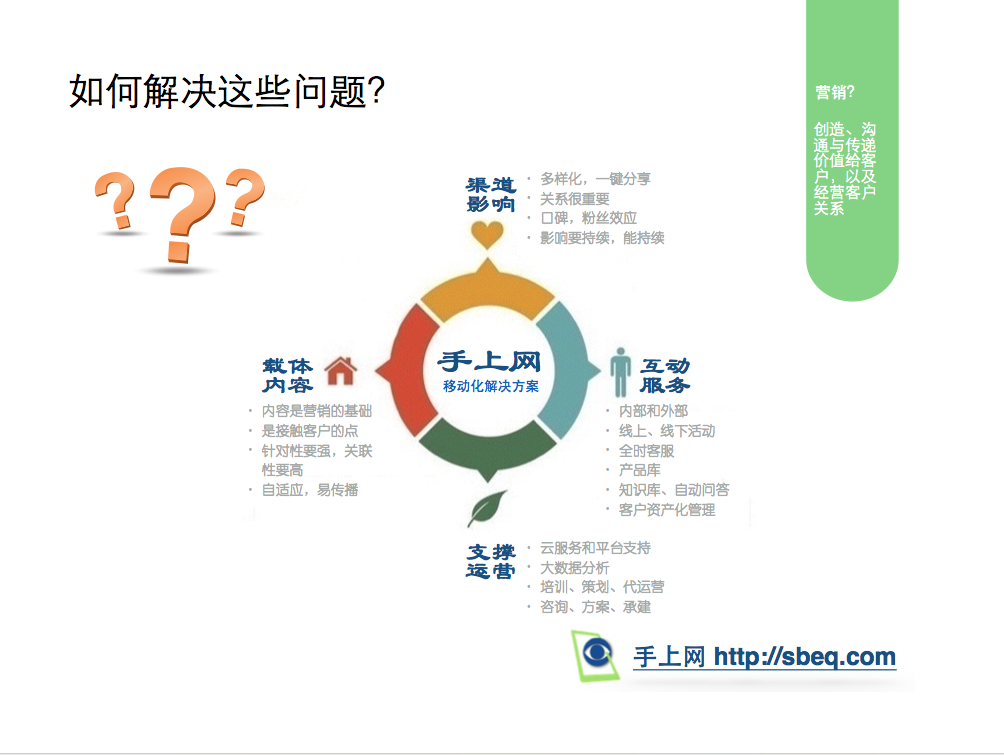 如何解决这些问题?
营销?
创造、沟
通与传递
价值给客
户，以及
经营客户
关系
渠道
影响
· 多样化，一键分享
· 关系很重要
· 口碑，粉丝效应
· 影响要持续，能持续
载体
内容
· 内容是营销的基础
· 是接触客户的点
· 针对性要强，关联
性要高
· 自适应，易传播
手上网
移动化解决方案
互动
服务
· 内部和外部
· 线上、线下活动
· 全时客服
· 产品库
· 知识库、自动问答
· 客户资产化管理
支撑
运营
· 云服务和平台支持
· 大数据分析
· 培训、策划、代运营
· 咨询、方案、承建
手上网 http://sbeq.com